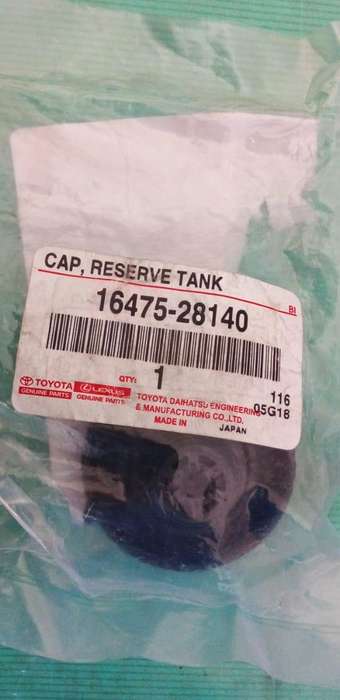 CAP, RESERVE TANK
BI
16475-28140
QTY: 1
116
05G18
TOYOTA
GENUINE PARTS
LEXUS
GENUINE PARTS
TOYOTA DAIHATSU ENGINEERING
& MANUFACTURING CO.,LTD.
MADE IN JAPAN